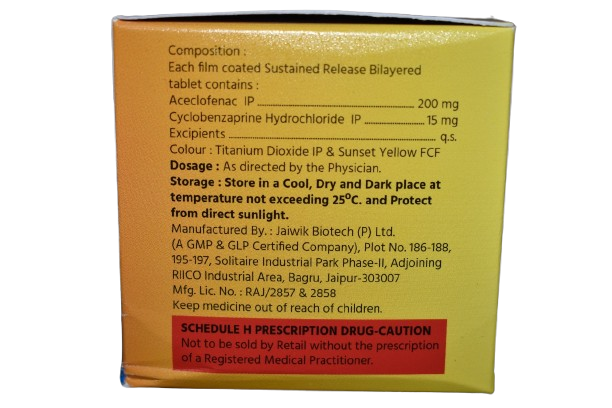 Composition :
Each film coated Sustained Release Bilayered
tablet contains :
Aceclofenac IP ........................................ 200 mg
Cyclobenzaprine Hydrochloride IP ............... 15 mg
Excipients ..................................................... q.s.
Colour : Titanium Dioxide IP & Sunset Yellow FCF
Dosage : As directed by the Physician.
Storage : Store in a Cool, Dry and Dark place at
temperature not exceeding 25⁰C. and Protect
from direct sunlight.
Manufactured By. : Jaiwik Biotech (P) Ltd.
(A GMP & GLP Certified Company), Plot No. 186-188,
195-197, Solitaire Industrial Park Phase-II, Adjoining
RIICO Industrial Area, Bagru, Jaipur-303007
Mfg. Lic. No. : RAJ/2857 & 2858
Keep medicine out of reach of children.
SCHEDULE H PRESCRIPTION DRUG-CAUTION
Not to be sold by Retail without the prescription
of a Registered Medical Practitioner.